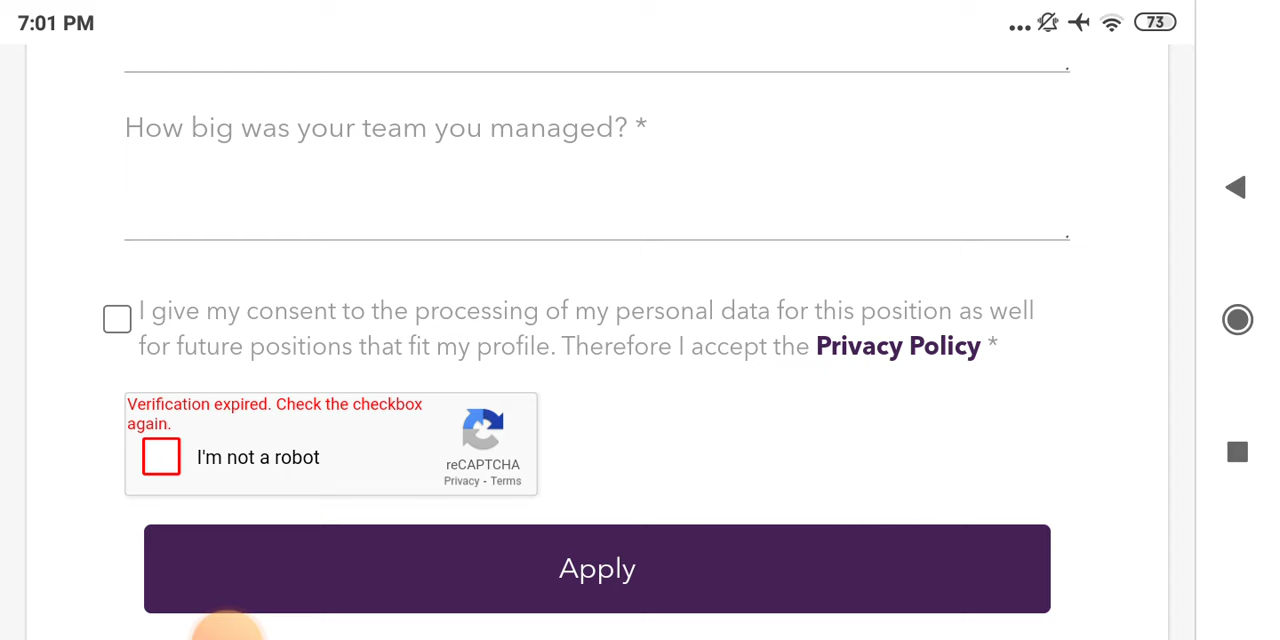 7:01 PM
73
How big was your team you managed? *
I give my consent to the processing of my personal data for this position as well
for future positions that fit my profile. Therefore I accept the Privacy Policy *
Verification expired. Check the checkbox
again.
I'm not a robot
reCAPTCHA
Privacy - Terms
Apply